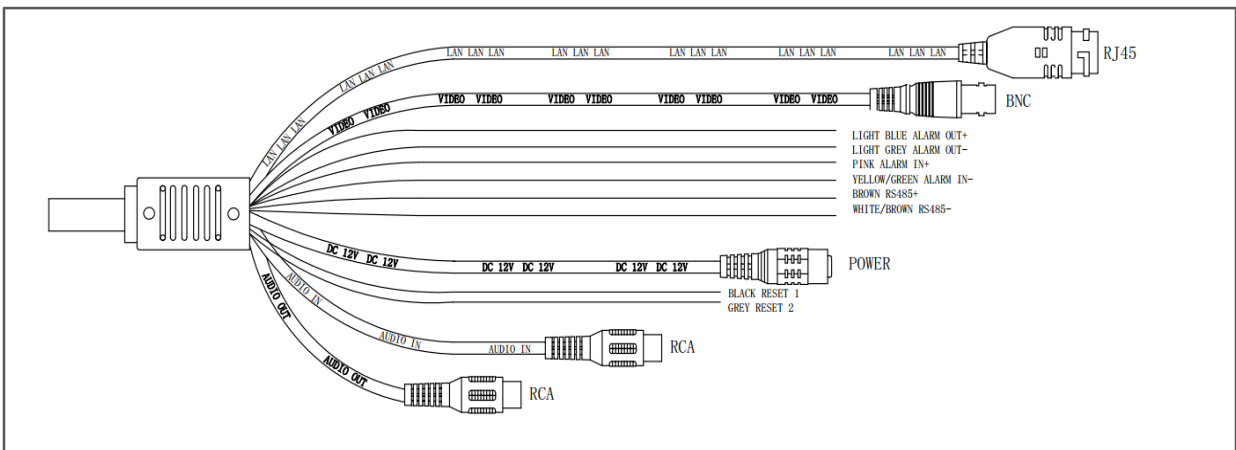 LAN LAN LAN LAN LAN LAN LAN LAN LAN LAN LAN LAN LAN LAN LAN RJ45
LAN LAN LAN
LAN LAN LAN
VIDEO VIDEO VIDEO VIDEO VIDEO VIDEO VIDEO VIDEO BNC
VIDEO VIDEO
LIGHT BLUE ALARM OUT+
LIGHT GREY ALARM OUT-
PINK ALARM IN+
YELLOW/GREEN ALARM IN-
BROWN RS485+
WHITE/BROWN RS485-
DC 12V DC 12V
DC 12V DC 12V DC 12V DC 12V POWER
BLACK RESET 1
GREY RESET 2
AUDIO IN
AUDIO IN
AUDIO IN RCA
AUDIO OUT
AUDIO OUT RCA